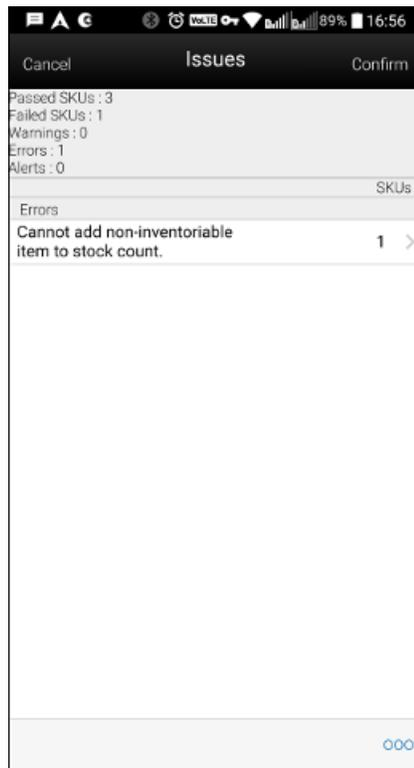 VoLTE 89% 16:56
Cancel Issues Confirm
Passed SKUs : 3
Failed SKUs : 1
Warnings : 0
Errors : 1
Alerts : 0
SKUs
Errors
Cannot add non-inventoriable
item to stock count.
1